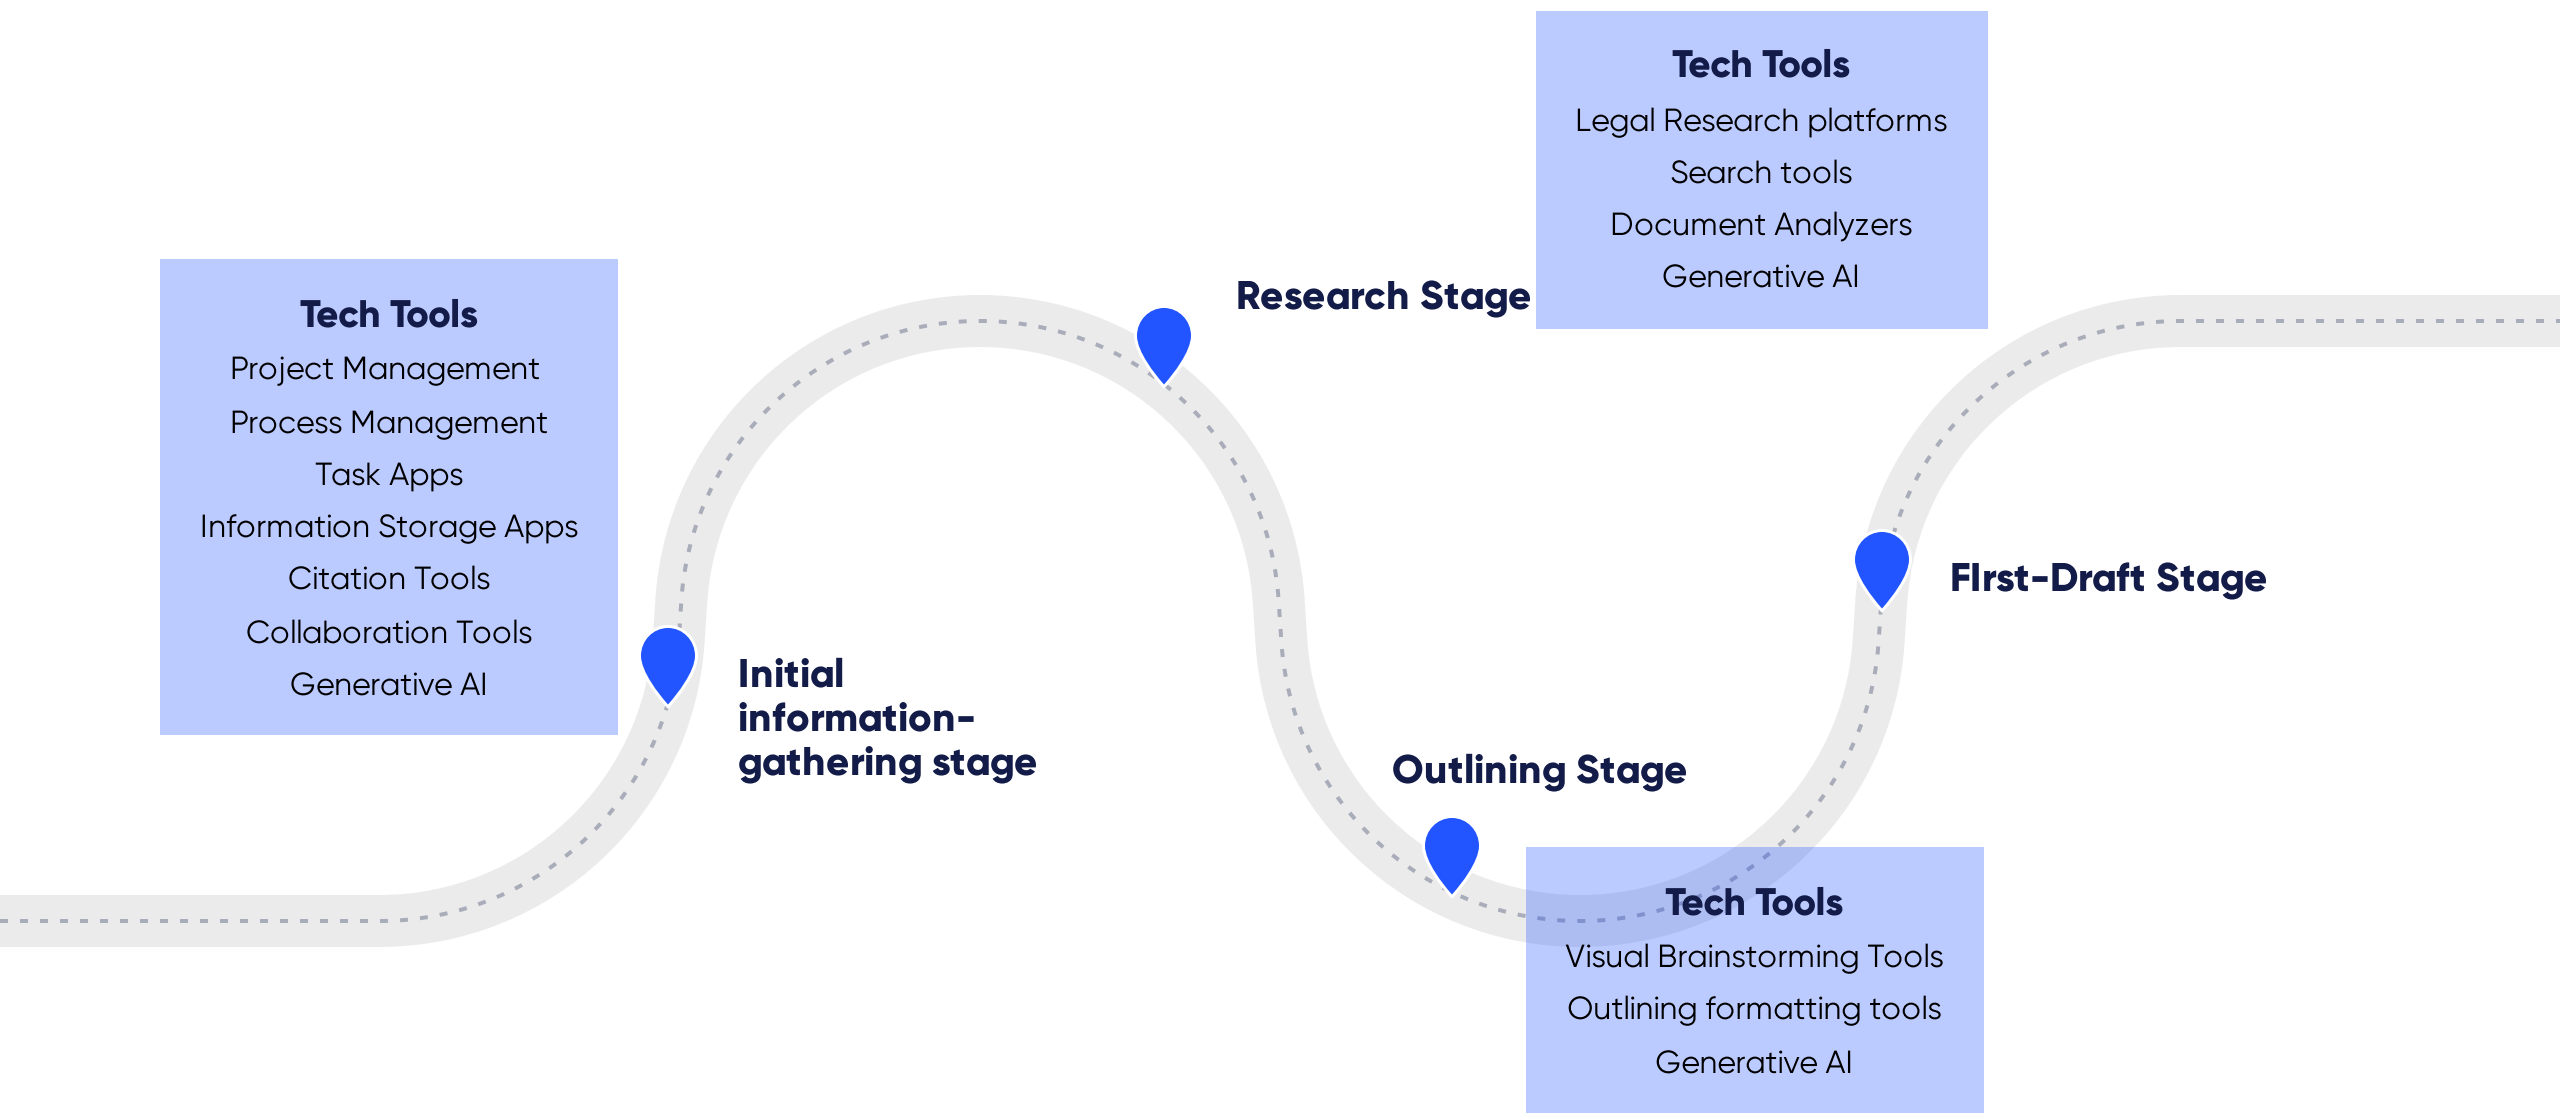 Tech Tools
Project Management
Process Management
Task Apps
Information Storage Apps
Citation Tools
Collaboration Tools
Generative AI
Initial
information-
gathering stage
Research Stage
Tech Tools
Legal Research platforms
Search tools
Document Analyzers
Generative AI
Outlining Stage
Tech Tools
Visual Brainstorming Tools
Outlining formatting tools
Generative AI
FIrst-Draft Stage